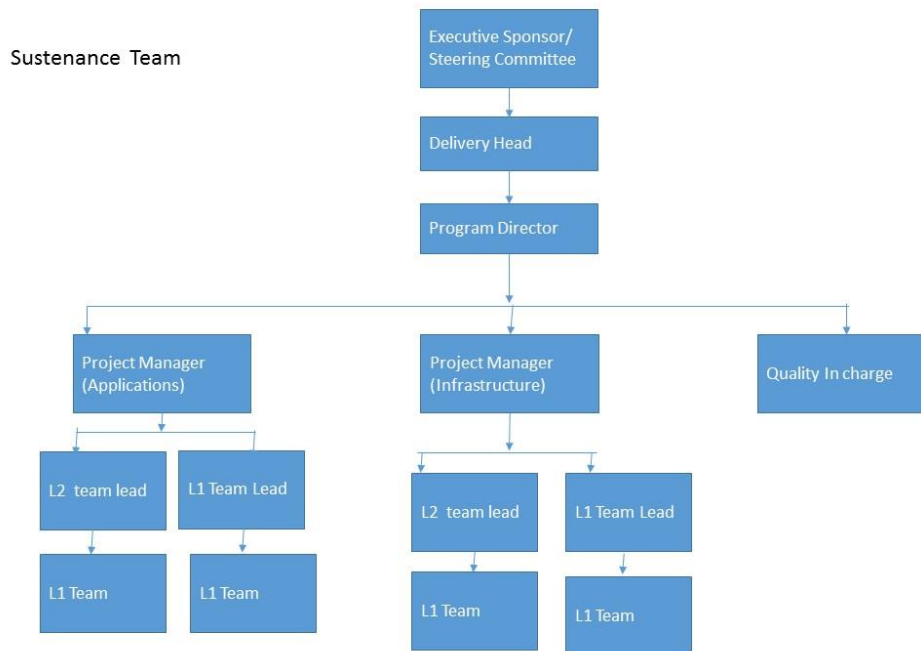 Sustenance Team
Executive Sponsor/
Steering Committee
Delivery Head
Program Director
Project Manager
(Applications)
Project Manager
(Infrastructure)
Quality In charge
L2 team lead
L1 Team Lead
L2 team lead
L1 Team Lead
L1 Team
L1 Team
L1 Team
L1 Team